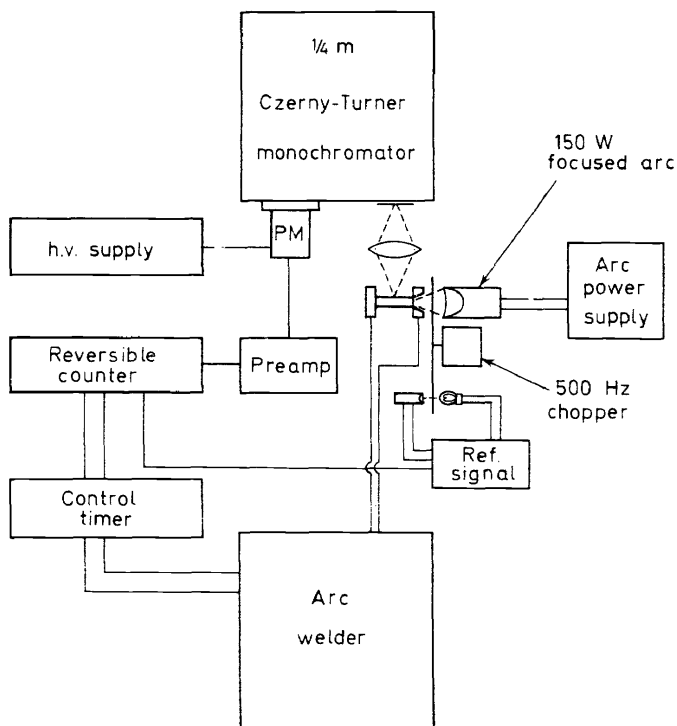 ¼ m
Czerny-Turner
monochromator
150 W
focused arc
PM
h.v. supply
Arc
power
supply
Reversible
counter
Preamp
500 Hz
chopper
Ref.
signal
Control
timer
Arc
welder